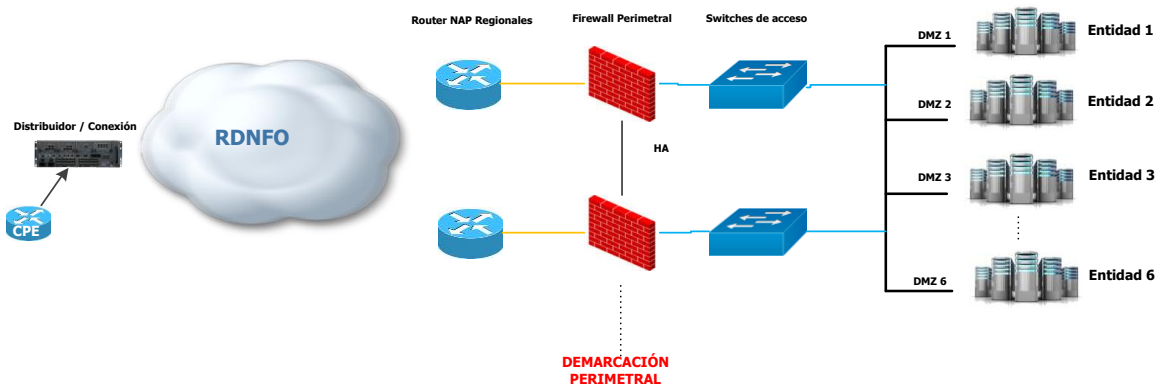 Router NAP Regionales
Firewall Perimetral
Switches de acceso
DMZ 1
Entidad 1
DMZ 2
Entidad 2
Distribuidor / Conexión
RDNFO
HA
DMZ 3
Entidad 3
CPE
DMZ 6
Entidad 6
DEMARCACIÓN
PERIMETRAL